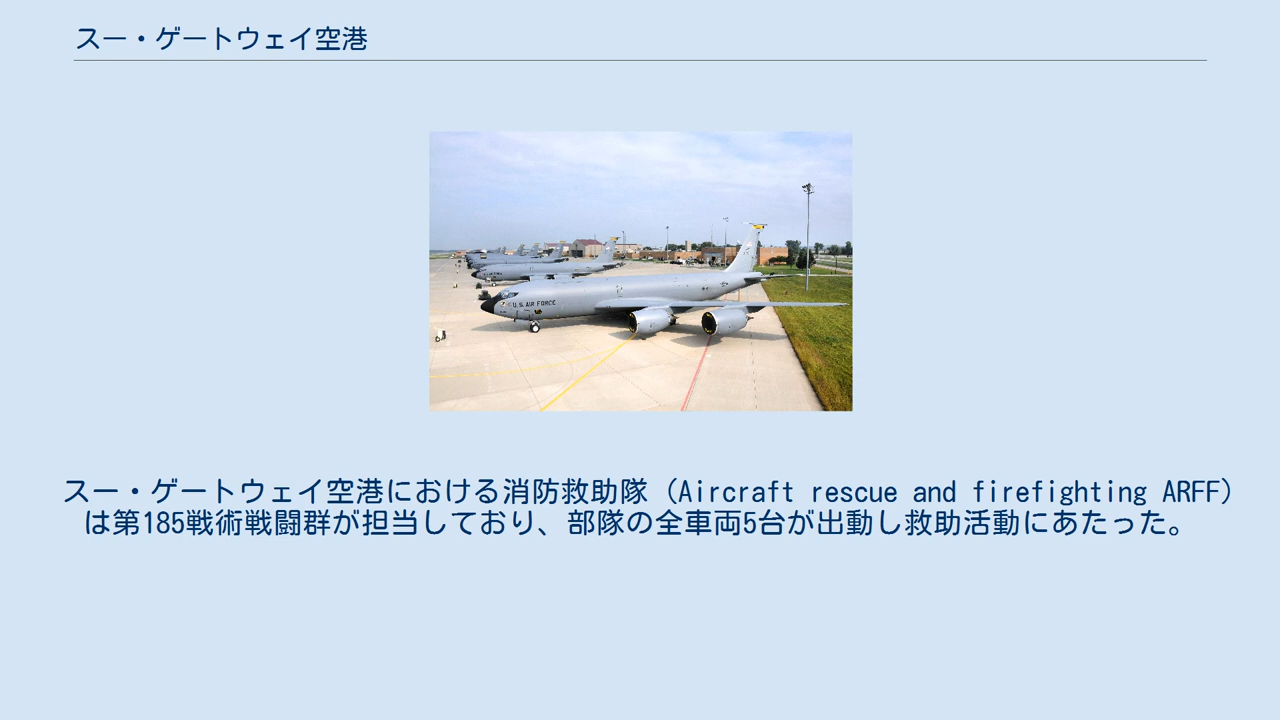 スー・ゲートウェイ空港
U.S. AIR FORCE
スー・ゲートウェイ空港における消防救助隊（Aircraft rescue and firefighting ARFF）
は第185戦術戦闘群が担当しており、部隊の全車両5台が出動し救助活動にあたった。